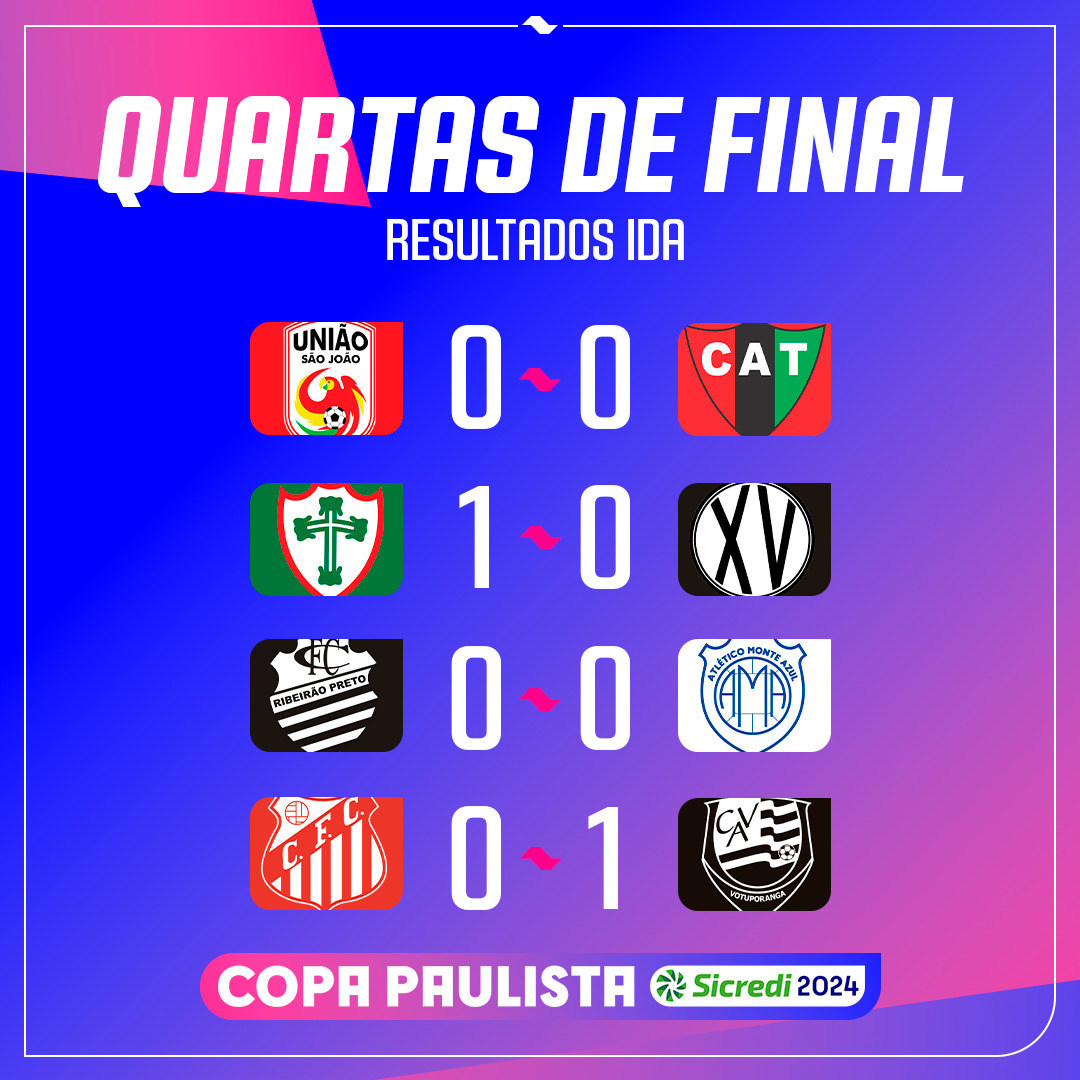 QUARTAS DE FINAL
RESULTADOS IDA
UNIÃO
SÃO JOÃO
0 0
CAT
1 0
XV
CFC
RIBEIRÃO PRETO
0 0
ATLÉTICO MONTE AZUL
AMA
C. F. C.
0 1
CAV
VOTUPORANGA
COPA PAULISTA Sicredi 2024